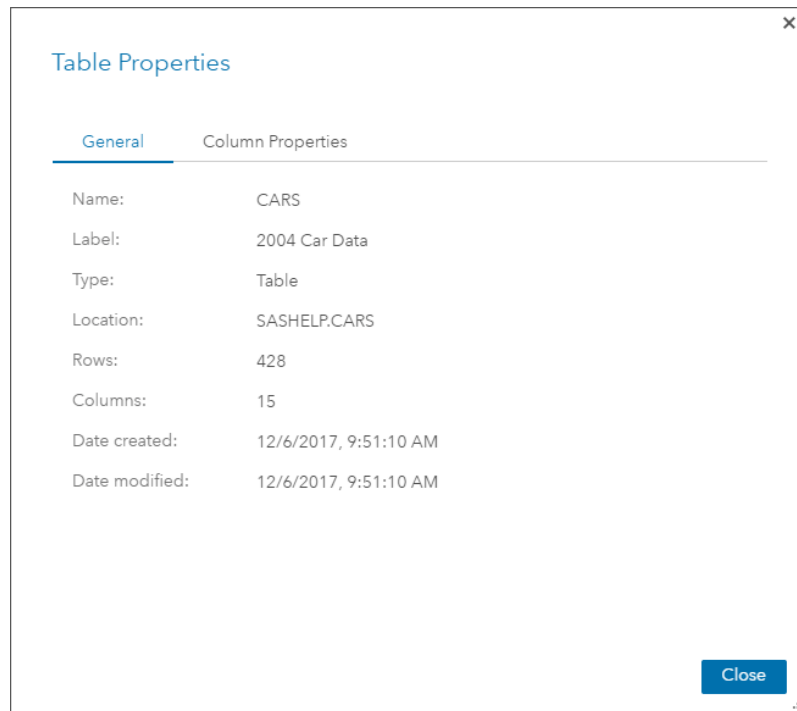 Table Properties
General Column Properties
Name: CARS
Label: 2004 Car Data
Type: Table
Location: SASHELP.CARS
Rows: 428
Columns: 15
Date created: 12/6/2017, 9:51:10 AM
Date modified: 12/6/2017, 9:51:10 AM
Close